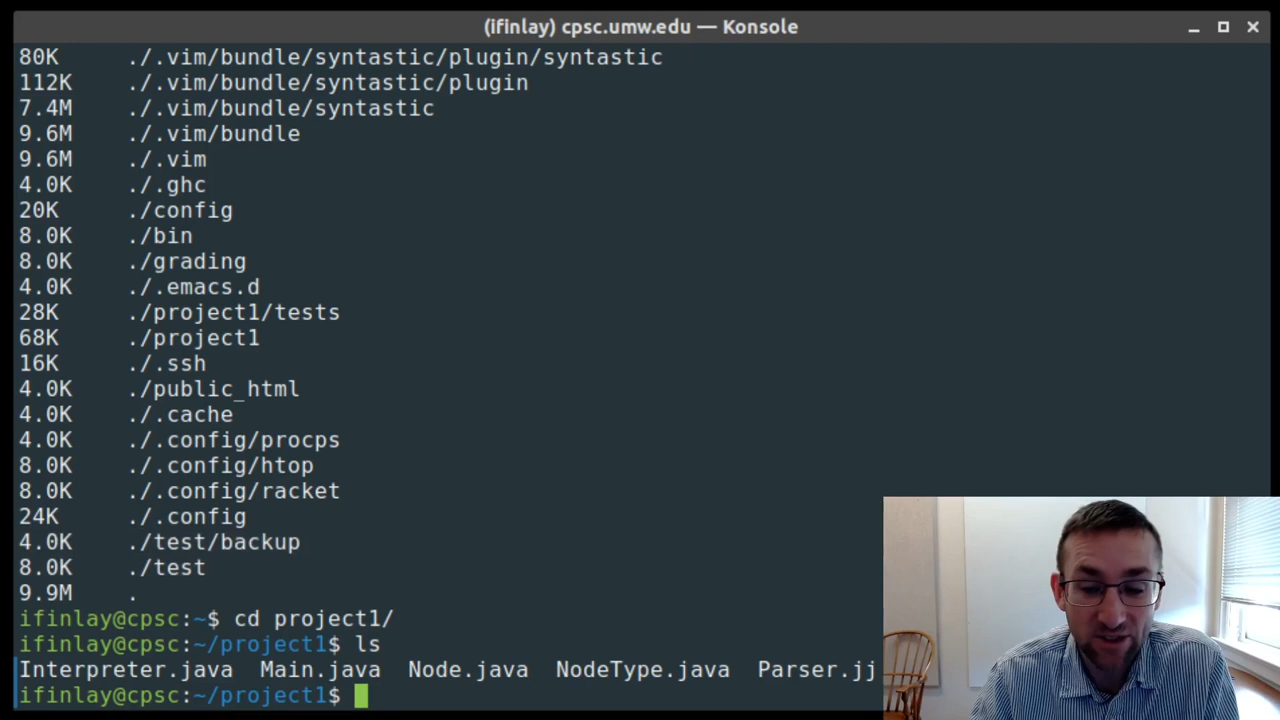 (ifinlay) cpsc.umw.edu — Konsole
80K ./.vim/bundle/syntastic/plugin/syntastic
112K ./.vim/bundle/syntastic/plugin
7.4M ./.vim/bundle/syntastic
9.6M ./.vim/bundle
9.6M ./.vim
4.0K ./.ghc
20K ./config
8.0K ./bin
8.0K ./grading
4.0K ./.emacs.d
28K ./project1/tests
68K ./project1
16K ./.ssh
4.0K ./public_html
4.0K ./.cache
4.0K ./.config/procps
8.0K ./.config/htop
8.0K ./.config/racket
24K ./.config
4.0K ./test/backup
8.0K ./test
9.9M .
ifinlay@cpsc:~$ cd project1/
ifinlay@cpsc:~/project1$ ls
Interpreter.java Main.java Node.java NodeType.java Parser.jj
ifinlay@cpsc:~/project1$